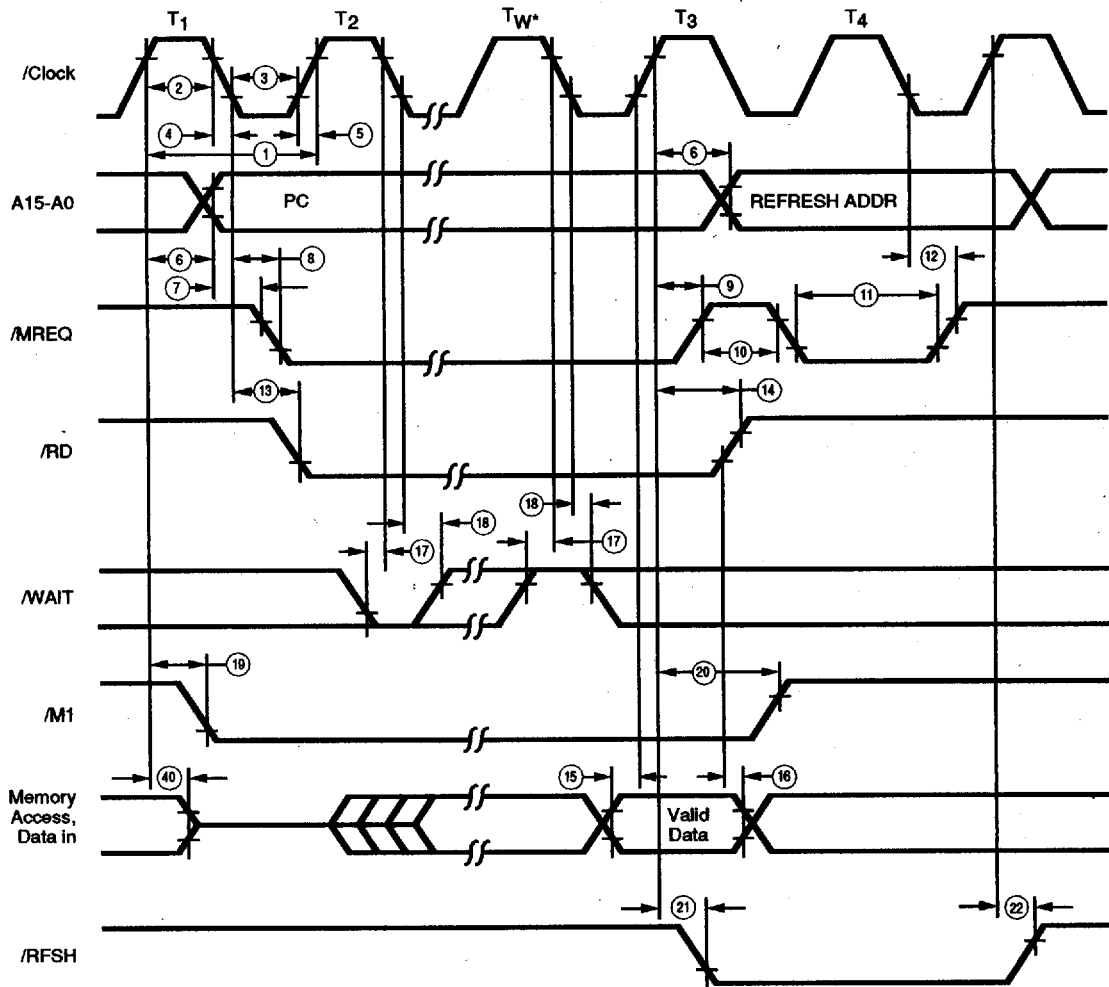 T1 T2 TW* T3 T4
/Clock
2 3
4 5
1 6
A15-A0 PC REFRESH ADDR
6 8 12
7 9 11
/MREQ 10
13 14
/RD
18 18
17 17
/WAIT
19 20
/M1
40 15 16
Memory
Access,
Data in
Valid
Data
21 22
/RFSH